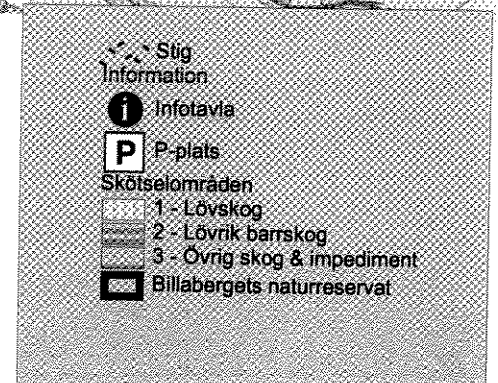 Stig
Information
i Infotavla
P P-plats
Skötselområden
1 - Lövskog
2 - Lövrik barrskog
3 - Övrig skog & impediment
Billabergets naturreservat